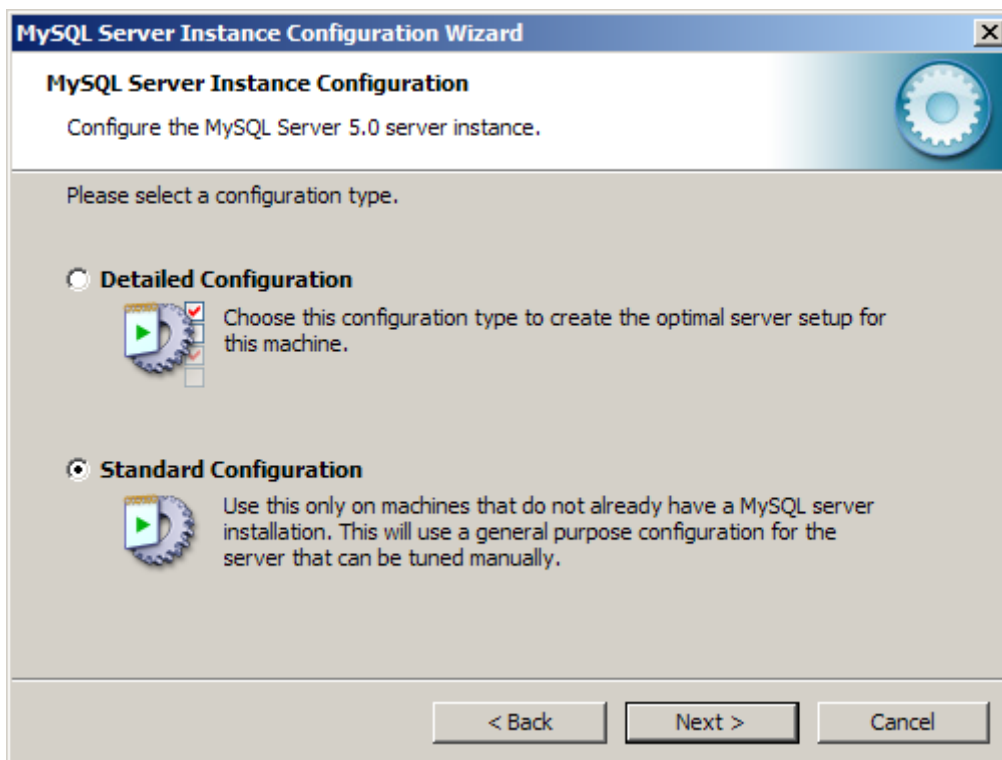 MySQL Server Instance Configuration Wizard
MySQL Server Instance Configuration
Configure the MySQL Server 5.0 server instance.
Please select a configuration type.
Detailed Configuration
Choose this configuration type to create the optimal server setup for
this machine.
Standard Configuration
Use this only on machines that do not already have a MySQL server
installation. This will use a general purpose configuration for the
server that can be tuned manually.
< Back
Next >
Cancel